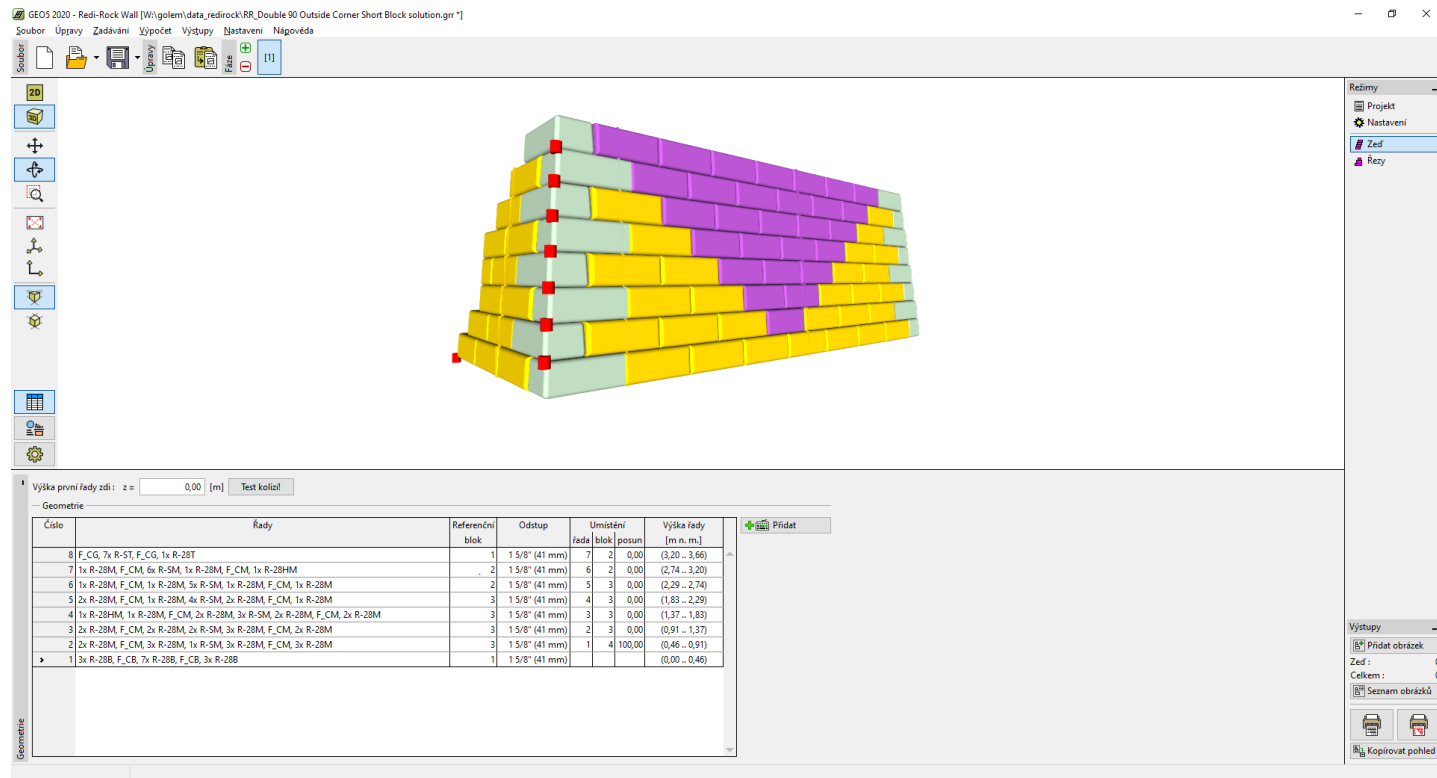 GEO5 2020 - Redi-Rock Wall [W:\golem\data_redirock\RR_Double 90 Outside Corner Short Block solution.grr *]
Soubor Úpravy Zadávání Výpočet Výstupy Nastavení Nápověda
Soubor
Úpravy
Fáze
[1]
2D
3D
Režimy
Projekt
Nastavení
Zeď
Řezy
Výška první řady zdi : z = 0,00 [m] Test kolizí!
Geometrie
Číslo Řady Referenční blok Odstup Umístění Výška řady
řada blok posun [m n. m.]
Přidat
8 F_CG, 7x R-ST, F_CG, 1x R-28T 1 1 5/8" (41 mm) 7 2 0,00 (3,20 .. 3,66)
7 1x R-28M, F_CM, 6x R-SM, 1x R-28M, F_CM, 1x R-28HM 2 1 5/8" (41 mm) 6 2 0,00 (2,74 .. 3,20)
6 1x R-28M, F_CM, 1x R-28M, 5x R-SM, 1x R-28M, F_CM, 1x R-28M 2 1 5/8" (41 mm) 5 3 0,00 (2,29 .. 2,74)
5 2x R-28M, F_CM, 1x R-28M, 4x R-SM, 2x R-28M, F_CM, 1x R-28M 3 1 5/8" (41 mm) 4 3 0,00 (1,83 .. 2,29)
4 1x R-28HM, 1x R-28M, F_CM, 2x R-28M, 3x R-SM, 2x R-28M, F_CM, 2x R-28M 3 1 5/8" (41 mm) 3 3 0,00 (1,37 .. 1,83)
3 2x R-28M, F_CM, 2x R-28M, 2x R-SM, 3x R-28M, F_CM, 2x R-28M 3 1 5/8" (41 mm) 2 3 0,00 (0,91 .. 1,37)
2 2x R-28M, F_CM, 3x R-28M, 1x R-SM, 3x R-28M, F_CM, 3x R-28M 3 1 5/8" (41 mm) 1 4 100,00 (0,46 .. 0,91)
1 3x R-28B, F_CB, 7x R-28B, F_CB, 3x R-28B 1 1 5/8" (41 mm) (0,00 .. 0,46)
Geometrie
Výstupy
Přidat obrázek
Zeď :
Celkem :
Seznam obrázků
Kopírovat pohled